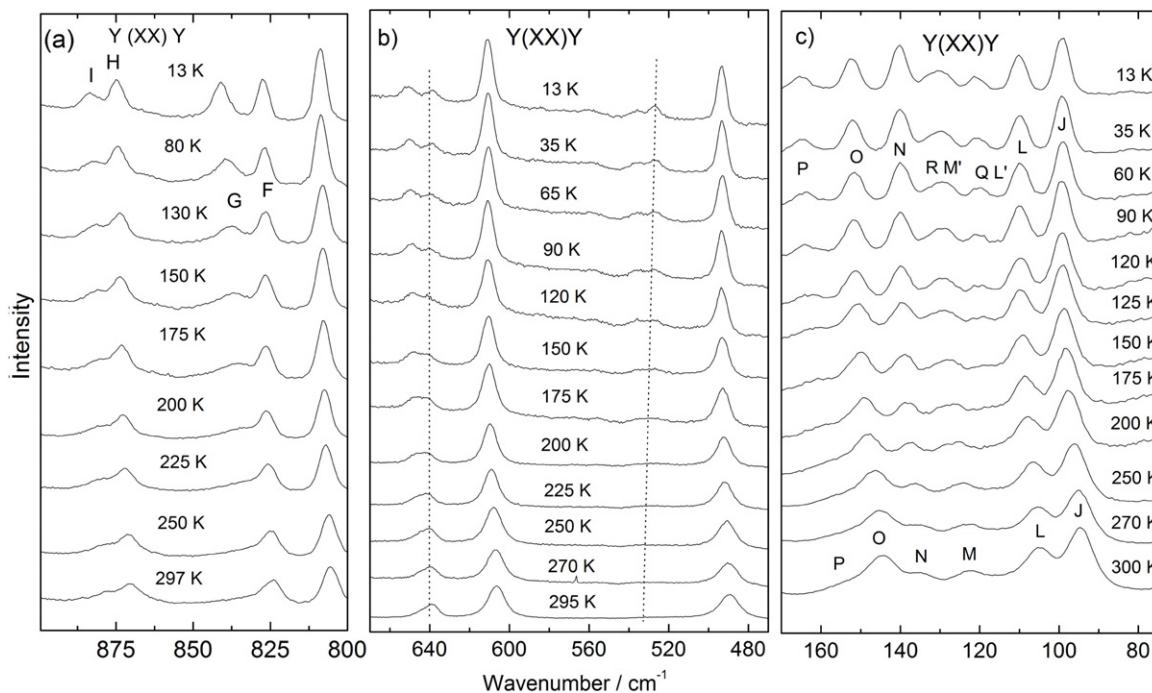 (a)
Y (XX) Y
I
H
13 K
80 K
G
F
130 K
150 K
175 K
200 K
225 K
250 K
297 K
875
850
825
800
b)
Y(XX)Y
13 K
35 K
65 K
90 K
120 K
150 K
175 K
200 K
225 K
250 K
270 K
295 K
640
600
560
520
480
c)
Y(XX)Y
13 K
35 K
J
P
O
N
R M' Q L'
L
60 K
90 K
120 K
125 K
150 K
175 K
200 K
250 K
270 K
P
O
N
M
L
J
300 K
160
140
120
100
Intensity
Wavenumber / cm⁻¹